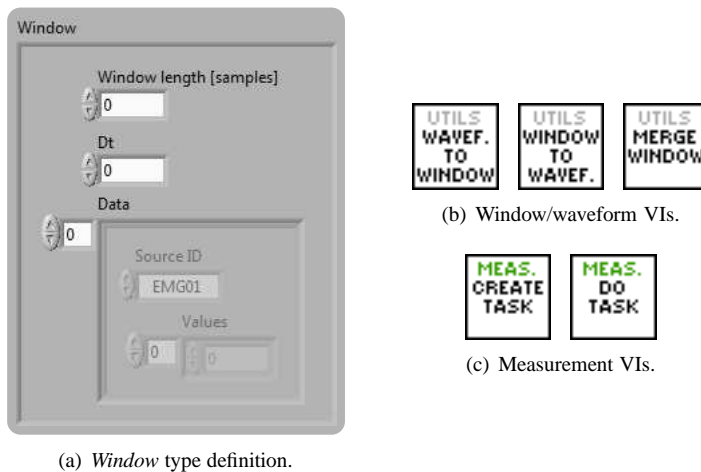 Window
Window length [samples]
0
Dt
0
Data
0
Source ID
EMG01
Values
0
0
(a) Window type definition.
UTILS
WAVEF.
TO
WINDOW
UTILS
WINDOW
TO
WAVEF.
UTILS
MERGE
WINDOW
(b) Window/waveform VIs.
MEAS.
CREATE
TASK
MEAS.
DO
TASK
(c) Measurement VIs.